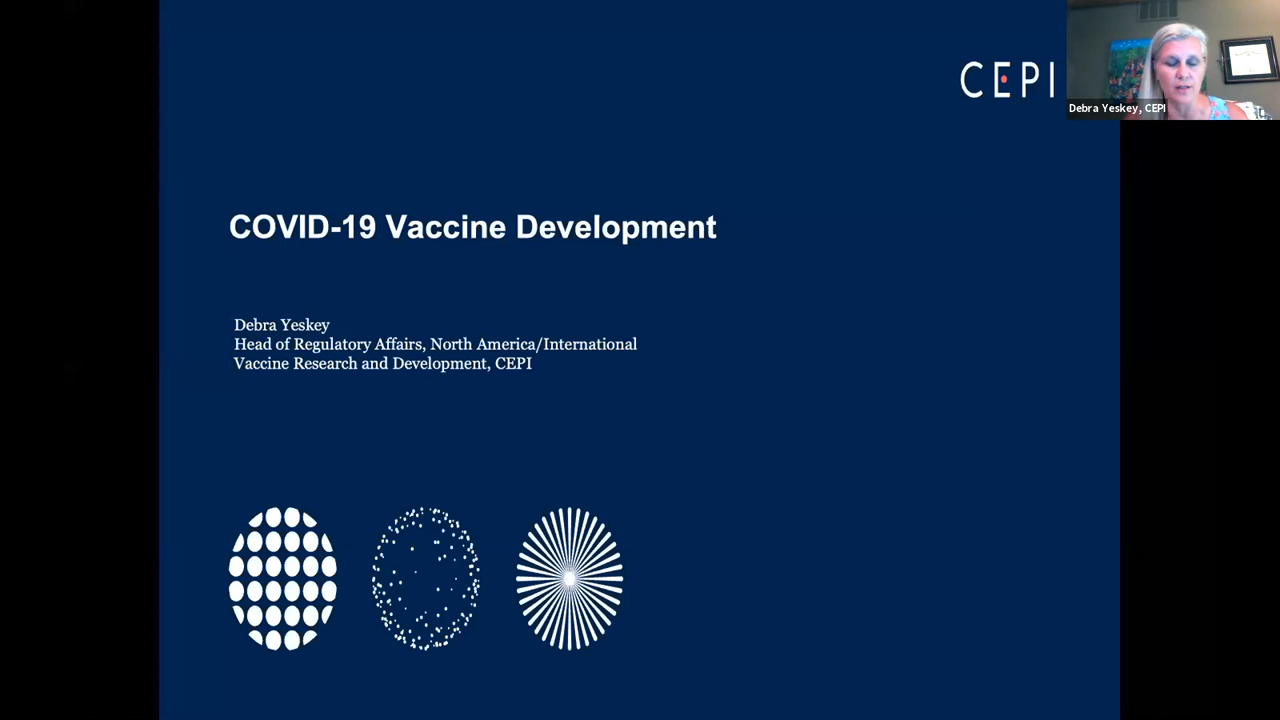 CEPI
Debra Yeskey, CEPI
COVID-19 Vaccine Development
Debra Yeskey
Head of Regulatory Affairs, North America/International
Vaccine Research and Development, CEPI